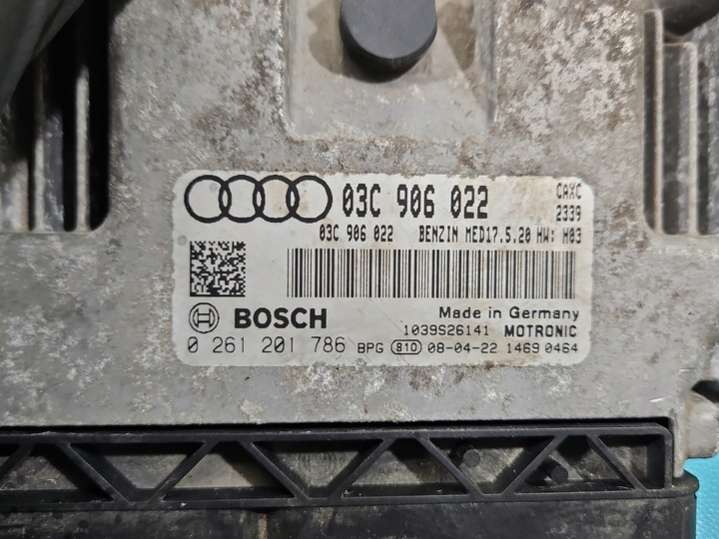 03C 906 022 CAXC
2339
03C 906 022 BENZIN MED17.5.20 HW: H03
BOSCH Made in Germany
1039S26141 MOTRONIC
0 261 201 786 BPG 810 08-04-22 1469 0464